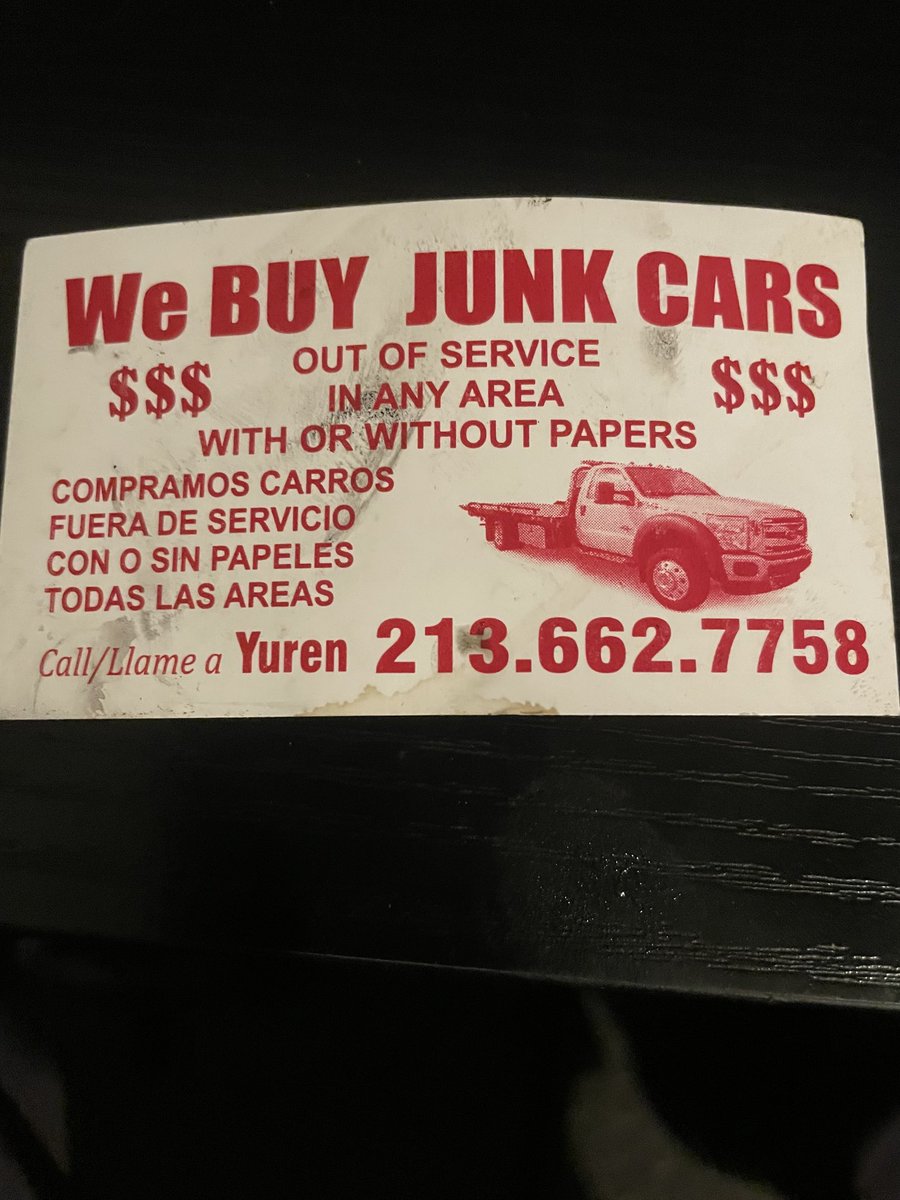 We BUY JUNK CARS
$$$ OUT OF SERVICE $$$
IN ANY AREA
WITH OR WITHOUT PAPERS
COMPRAMOS CARROS
FUERA DE SERVICIO
CON O SIN PAPELES
TODAS LAS AREAS
Call/Llame a Yuren 213.662.7758